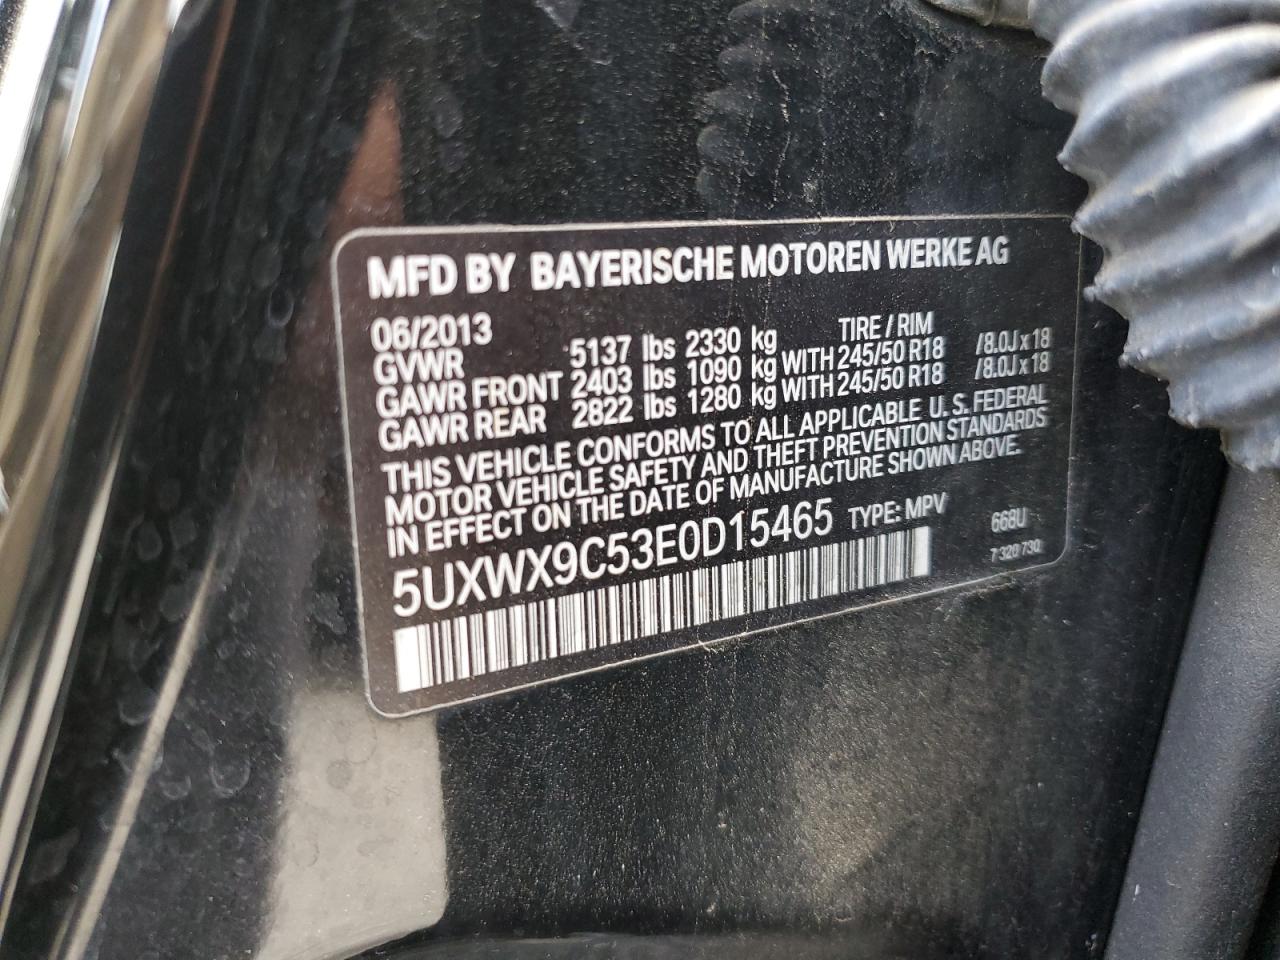 MFD BY BAYERISCHE MOTOREN WERKE AG
06/2013 TIRE / RIM
GVWR 5137 lbs 2330 kg
GAWR FRONT 2403 lbs 1090 kg WITH 245/50 R18 /8.0J x 18
GAWR REAR 2822 lbs 1280 kg WITH 245/50 R18 /8.0J x 18
THIS VEHICLE CONFORMS TO ALL APPLICABLE U.S. FEDERAL
MOTOR VEHICLE SAFETY AND THEFT PREVENTION STANDARDS
IN EFFECT ON THE DATE OF MANUFACTURE SHOWN ABOVE.
5UXWX9C53E0D15465 TYPE: MPV 668U
7 320 730